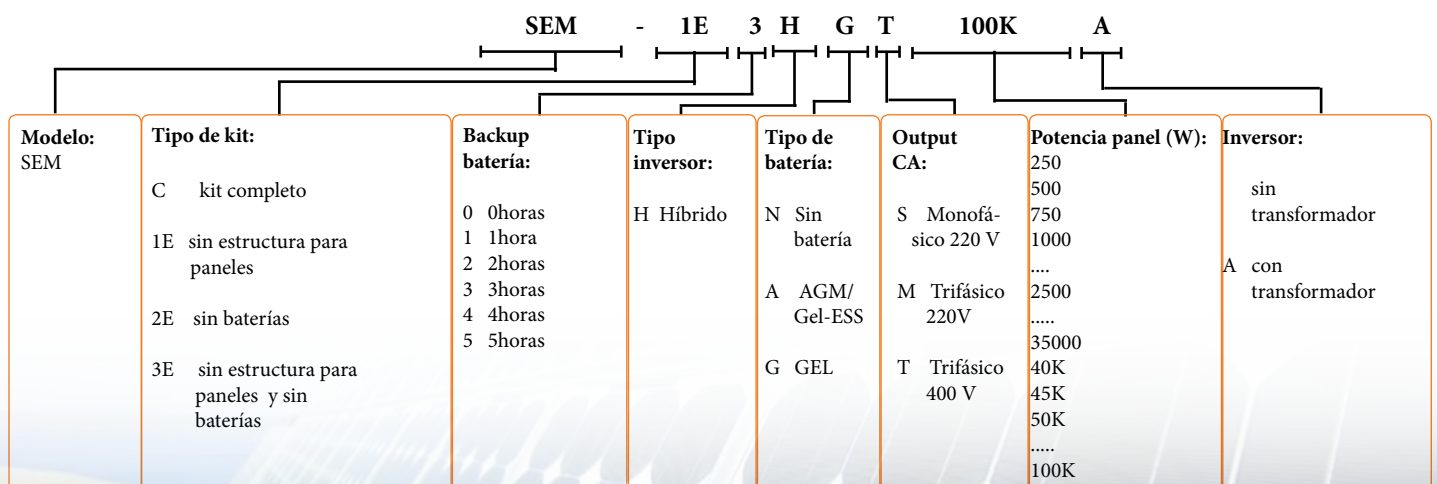 SEM - 1E 3 H G T 100K A
Modelo:
SEM
Tipo de kit:
C kit completo
1E sin estructura para
paneles
2E sin baterías
3E sin estructura para
paneles y sin
baterías
Backup
batería:
0 0horas
1 1hora
2 2horas
3 3horas
4 4horas
5 5horas
Tipo
inversor:
H Híbrido
Tipo de
batería:
N Sin
batería
A AGM/
Gel-ESS
G GEL
Output
CA:
S Monofá-
sico 220 V
M Trifásico
220V
T Trifásico
400 V
Potencia panel (W):
250
500
750
1000
....
2500
.....
35000
40K
45K
50K
.....
100K
Inversor:
sin
transformador
A con
transformador